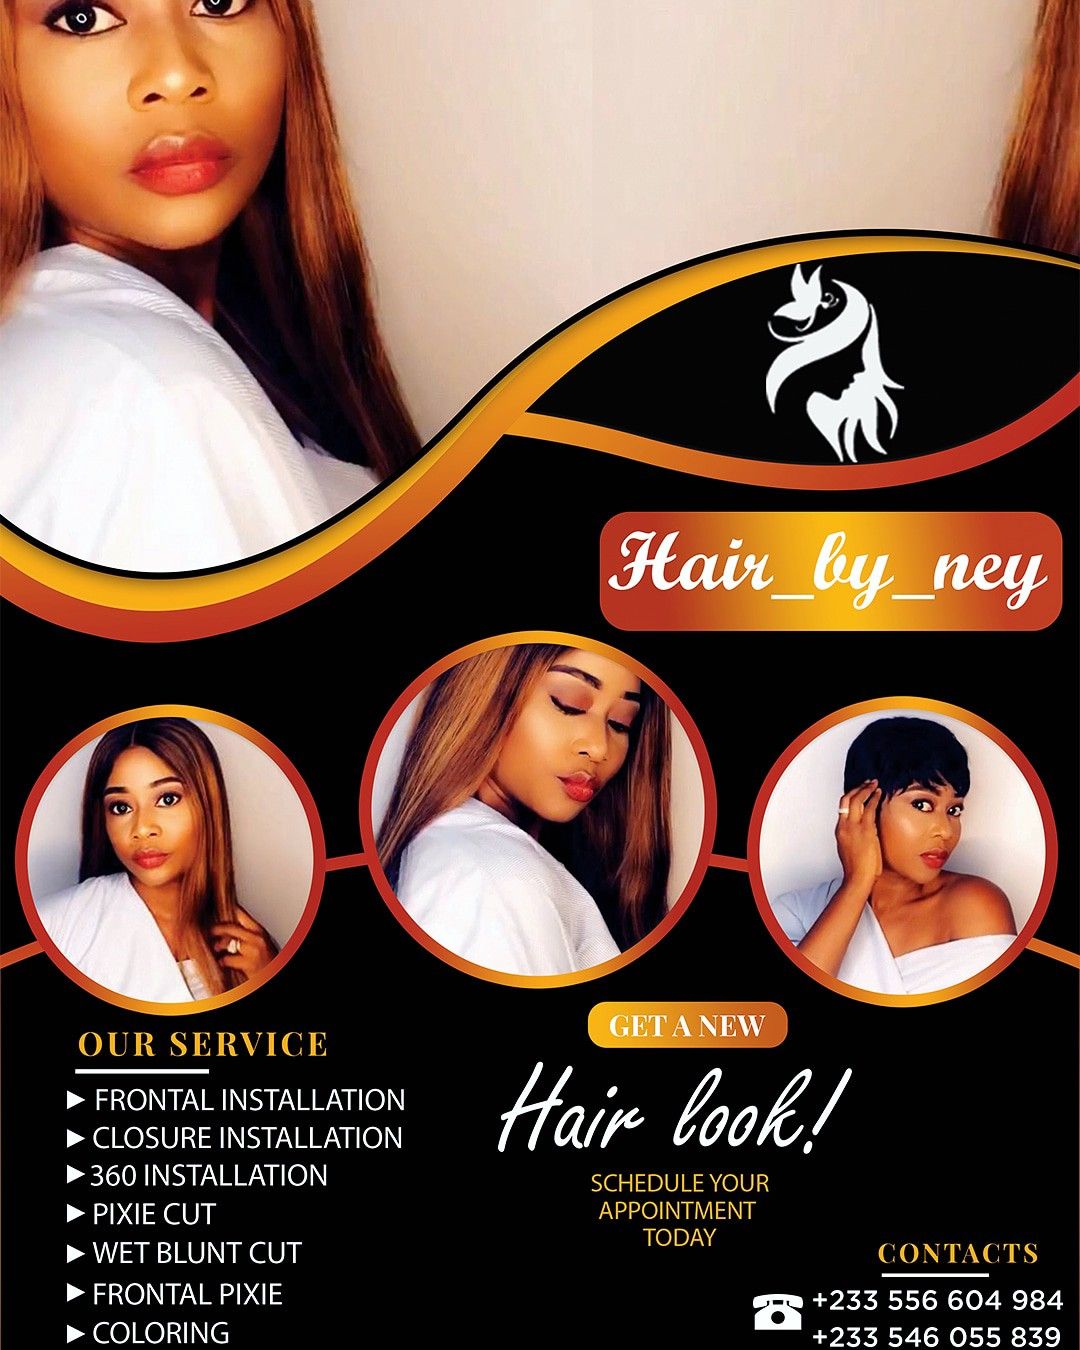 Hair_by_ney
OUR SERVICE
FRONTAL INSTALLATION
CLOSURE INSTALLATION
360 INSTALLATION
PIXIE CUT
WET BLUNT CUT
FRONTAL PIXIE
COLORING
GET A NEW
Hair look!
SCHEDULE YOUR
APPOINTMENT
TODAY
CONTACTS
+233 556 604 984
+233 546 055 839